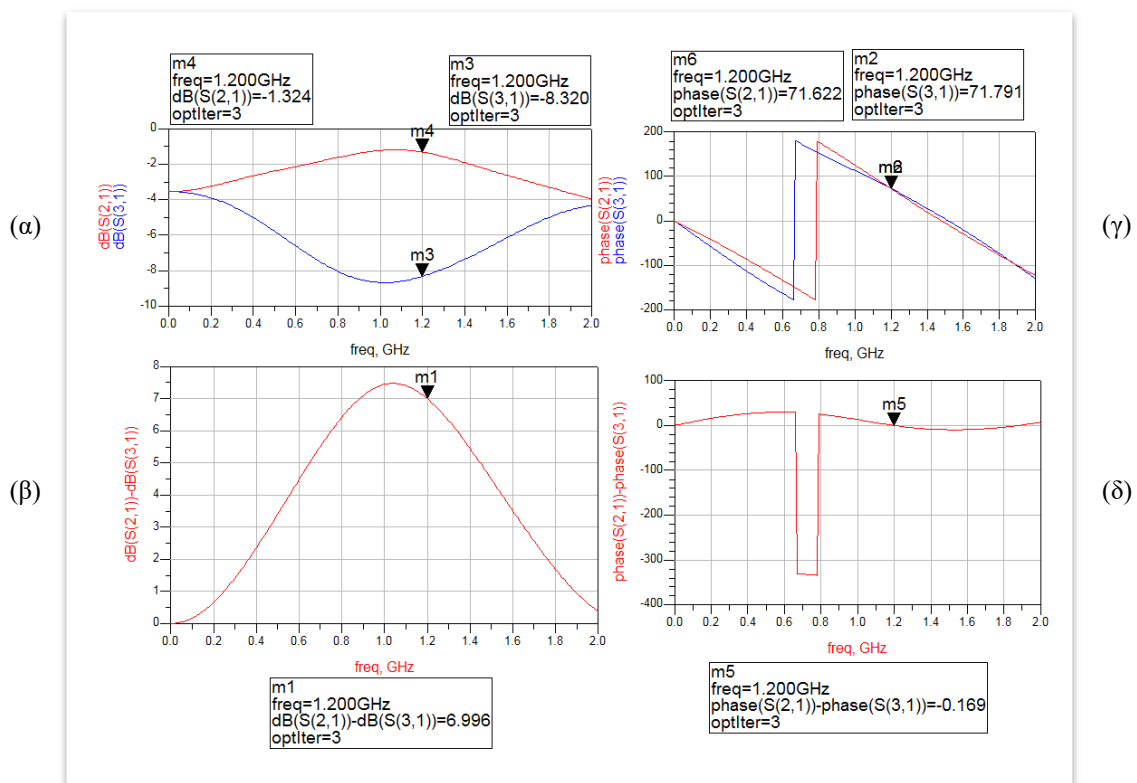 m4
freq=1.200GHz
dB(S(2,1))=-1.324
optIter=3
m3
freq=1.200GHz
dB(S(3,1))=-8.320
optIter=3
m6
freq=1.200GHz
phase(S(2,1))=71.622
optIter=3
m2
freq=1.200GHz
phase(S(3,1))=71.791
optIter=3
(α)
dB(S(2,1))
dB(S(3,1))
0
-2
-4
-6
-8
-10
m4
m3
0.0 0.2 0.4 0.6 0.8 1.0 1.2 1.4 1.6 1.8 2.0
freq, GHz
phase(S(2,1))
phase(S(3,1))
200
100
0
-100
-200
0.0 0.2 0.4 0.6 0.8 1.0 1.2 1.4 1.6 1.8 2.0
freq, GHz
(γ)
(β)
dB(S(2,1))-dB(S(3,1))
8
7
6
5
4
3
2
1
0
m1
0.0 0.2 0.4 0.6 0.8 1.0 1.2 1.4 1.6 1.8 2.0
freq, GHz
m1
freq=1.200GHz
dB(S(2,1))-dB(S(3,1))=6.996
optIter=3
phase(S(2,1))-phase(S(3,1))
100
0
-100
-200
-300
-400
m5
0.0 0.2 0.4 0.6 0.8 1.0 1.2 1.4 1.6 1.8 2.0
freq, GHz
(δ)
m5
freq=1.200GHz
phase(S(2,1))-phase(S(3,1))=-0.169
optIter=3